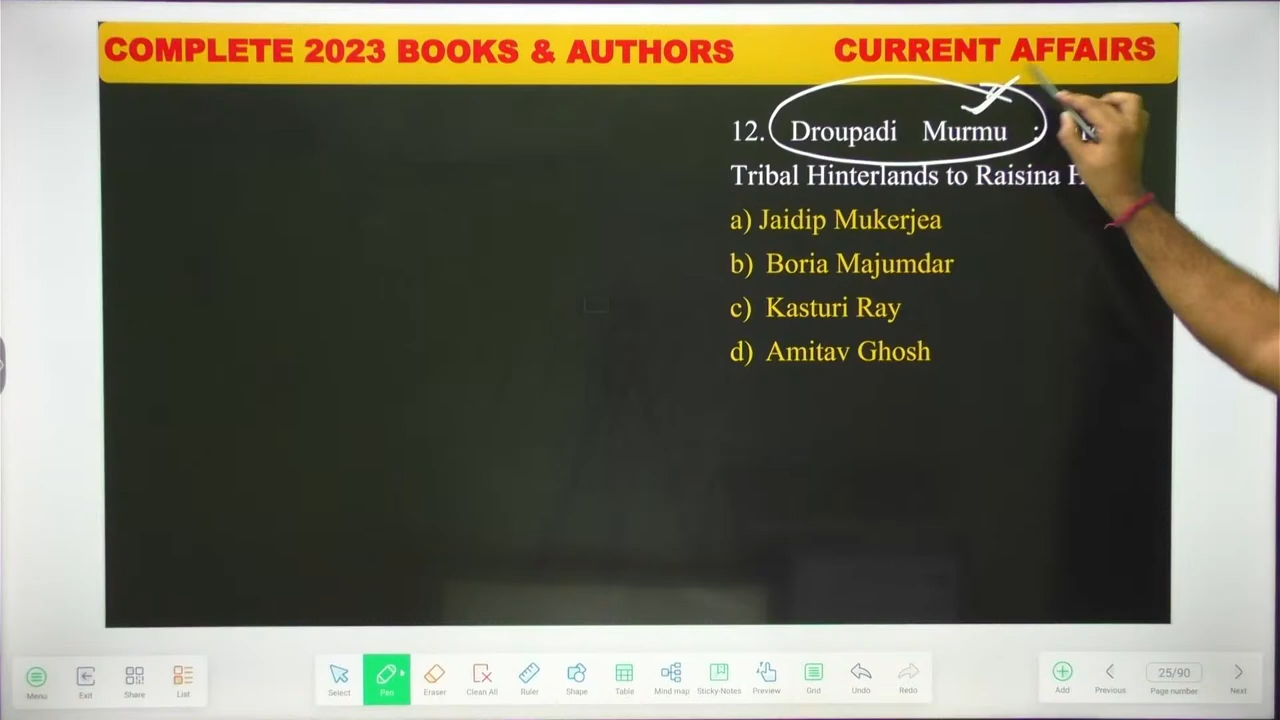 COMPLETE 2023 BOOKS & AUTHORS CURRENT AFFAIRS
12. Droupadi Murmu :
Tribal Hinterlands to Raisina
a) Jaidip Mukerjea
b) Boria Majumdar
c) Kasturi Ray
d) Amitav Ghosh
Menu Exit Share List Select Pen Eraser Clean All Ruler Shape Table Mind map Sticky-Notes Preview Grid Undo Redo Add Previous 25/90 Page number Next